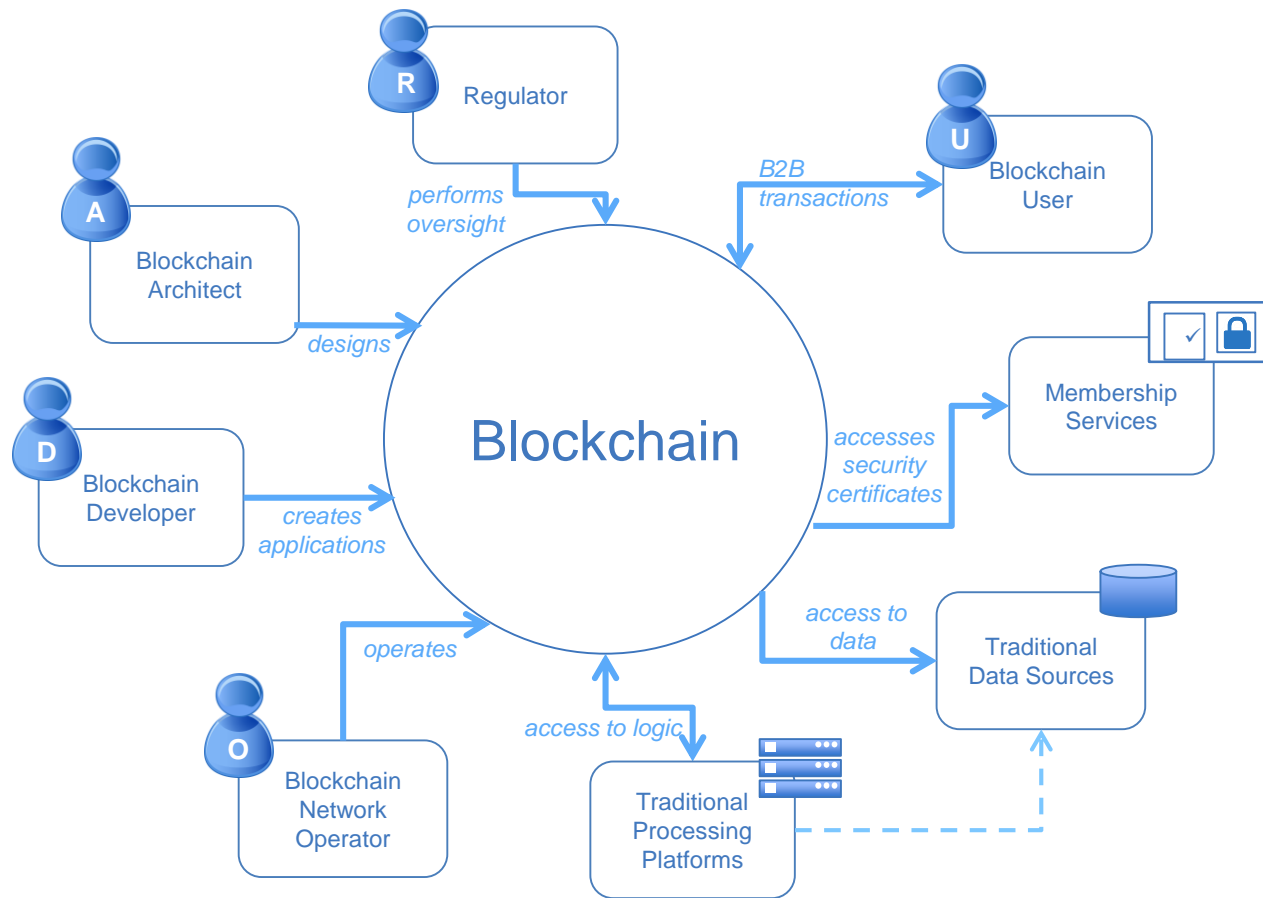 R
Regulator
performs
oversight
U
Blockchain
User
B2B
transactions
A
Blockchain
Architect
designs
Membership
Services
accesses
security
certificates
Blockchain
D
Blockchain
Developer
creates
applications
operates
access to
data
Traditional
Data Sources
access to logic
O
Blockchain
Network
Operator
Traditional
Processing
Platforms